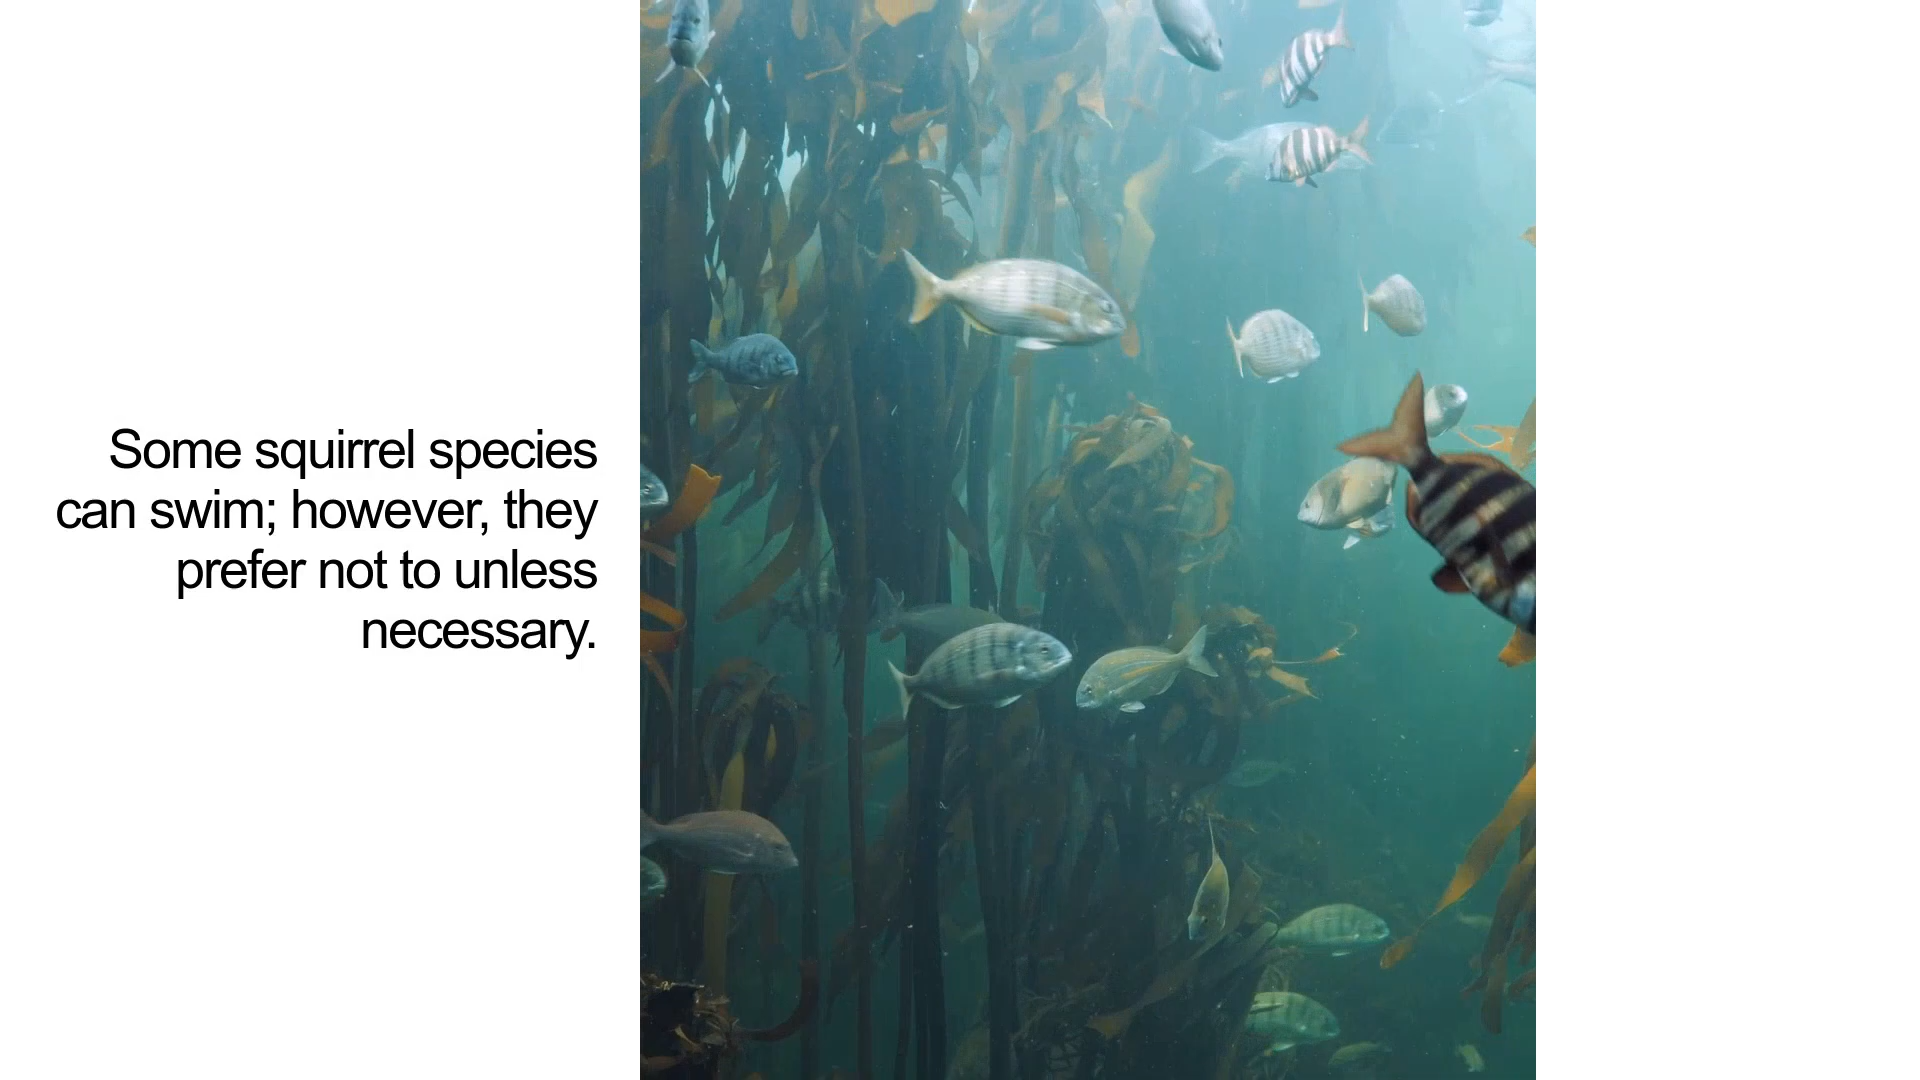 Some squirrel species
can swim; however, they
prefer not to unless
necessary.